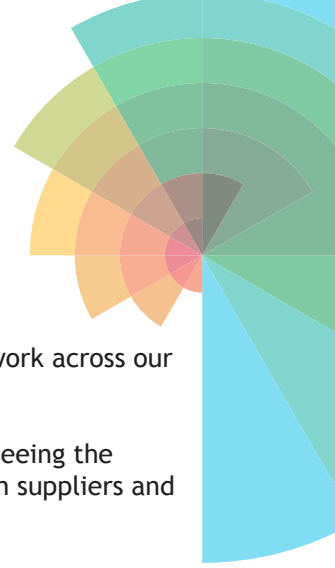 work across our
seeing the
suppliers and